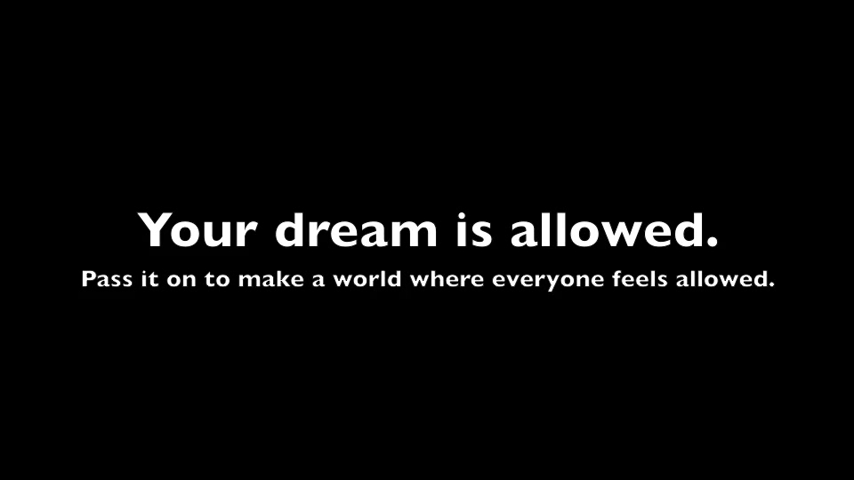 Your dream is allowed.
Pass it on to make a world where everyone feels allowed.